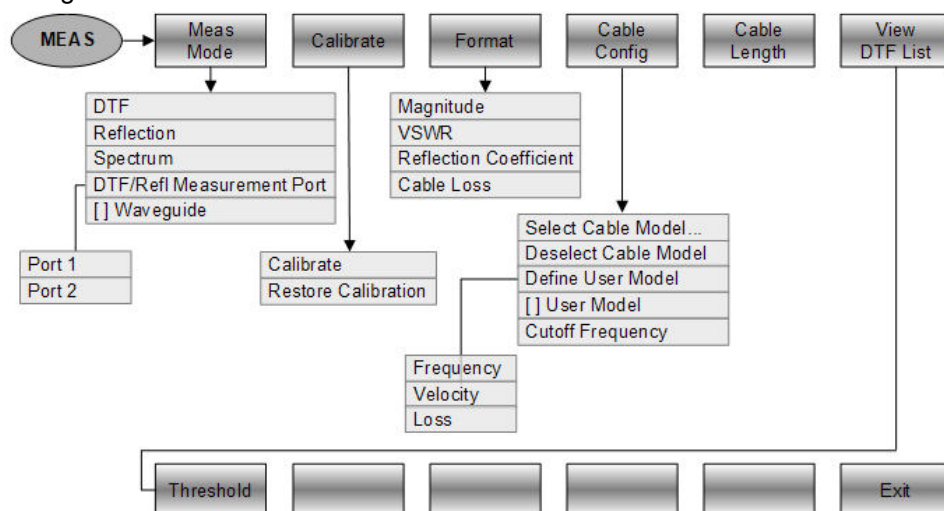 MEAS
Meas
Mode
Calibrate
Format
Cable
Config
Cable
Length
View
DTF List
DTF
Reflection
Spectrum
DTF/Refl Measurement Port
[ ] Waveguide
Port 1
Port 2
Calibrate
Restore Calibration
Magnitude
VSWR
Reflection Coefficient
Cable Loss
Select Cable Model...
Deselect Cable Model
Define User Model
[ ] User Model
Cutoff Frequency
Frequency
Velocity
Loss
Threshold
Exit